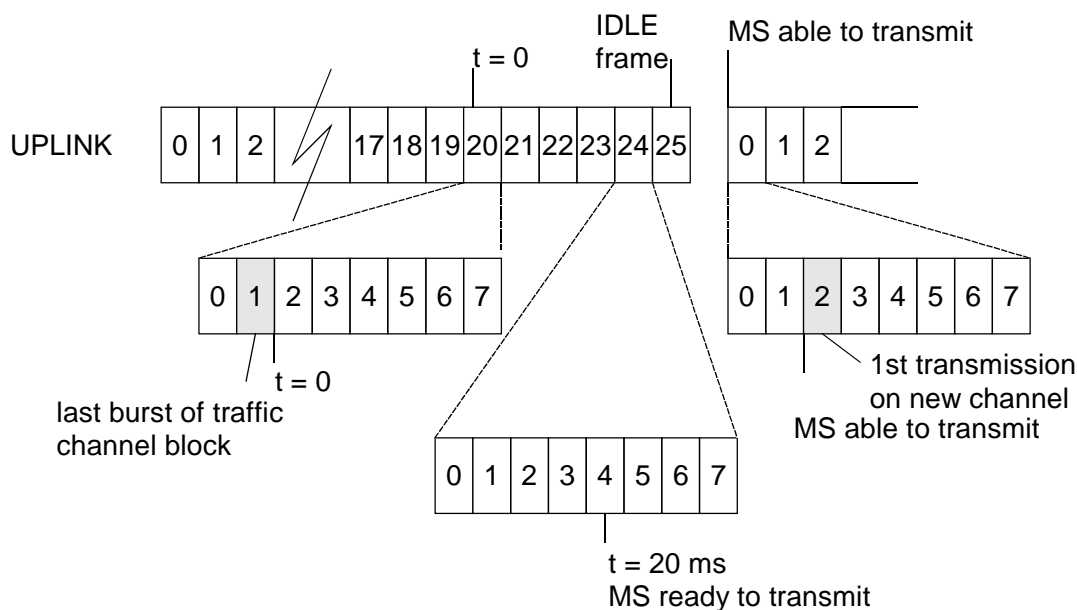 IDLE
frame
MS able to transmit
t = 0
UPLINK
0 1 2 17 18 19 20 21 22 23 24 25
0 1 2
0 1 2 3 4 5 6 7
0 1 2 3 4 5 6 7
t = 0
last burst of traffic
channel block
1st transmission
on new channel
MS able to transmit
0 1 2 3 4 5 6 7
t = 20 ms
MS ready to transmit